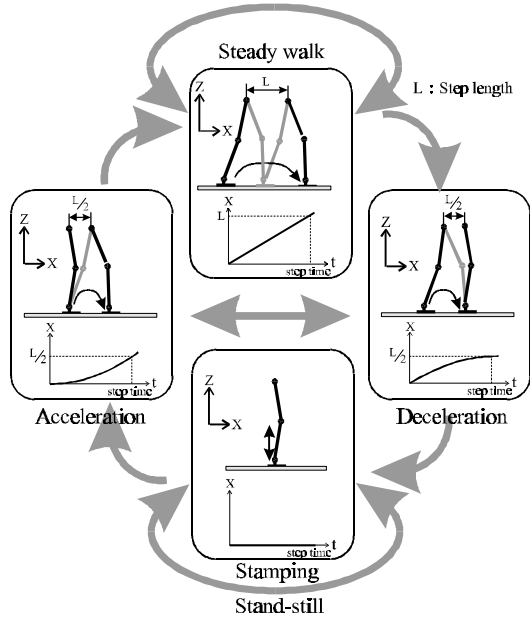 Steady walk
L
Z
X
L : Step length
X
L
step time
t
L/2
Z
X
X
L/2
step time
t
Acceleration
L/2
Z
X
X
L/2
step time
t
Deceleration
Z
X
X
step time
t
Stamping
Stand-still